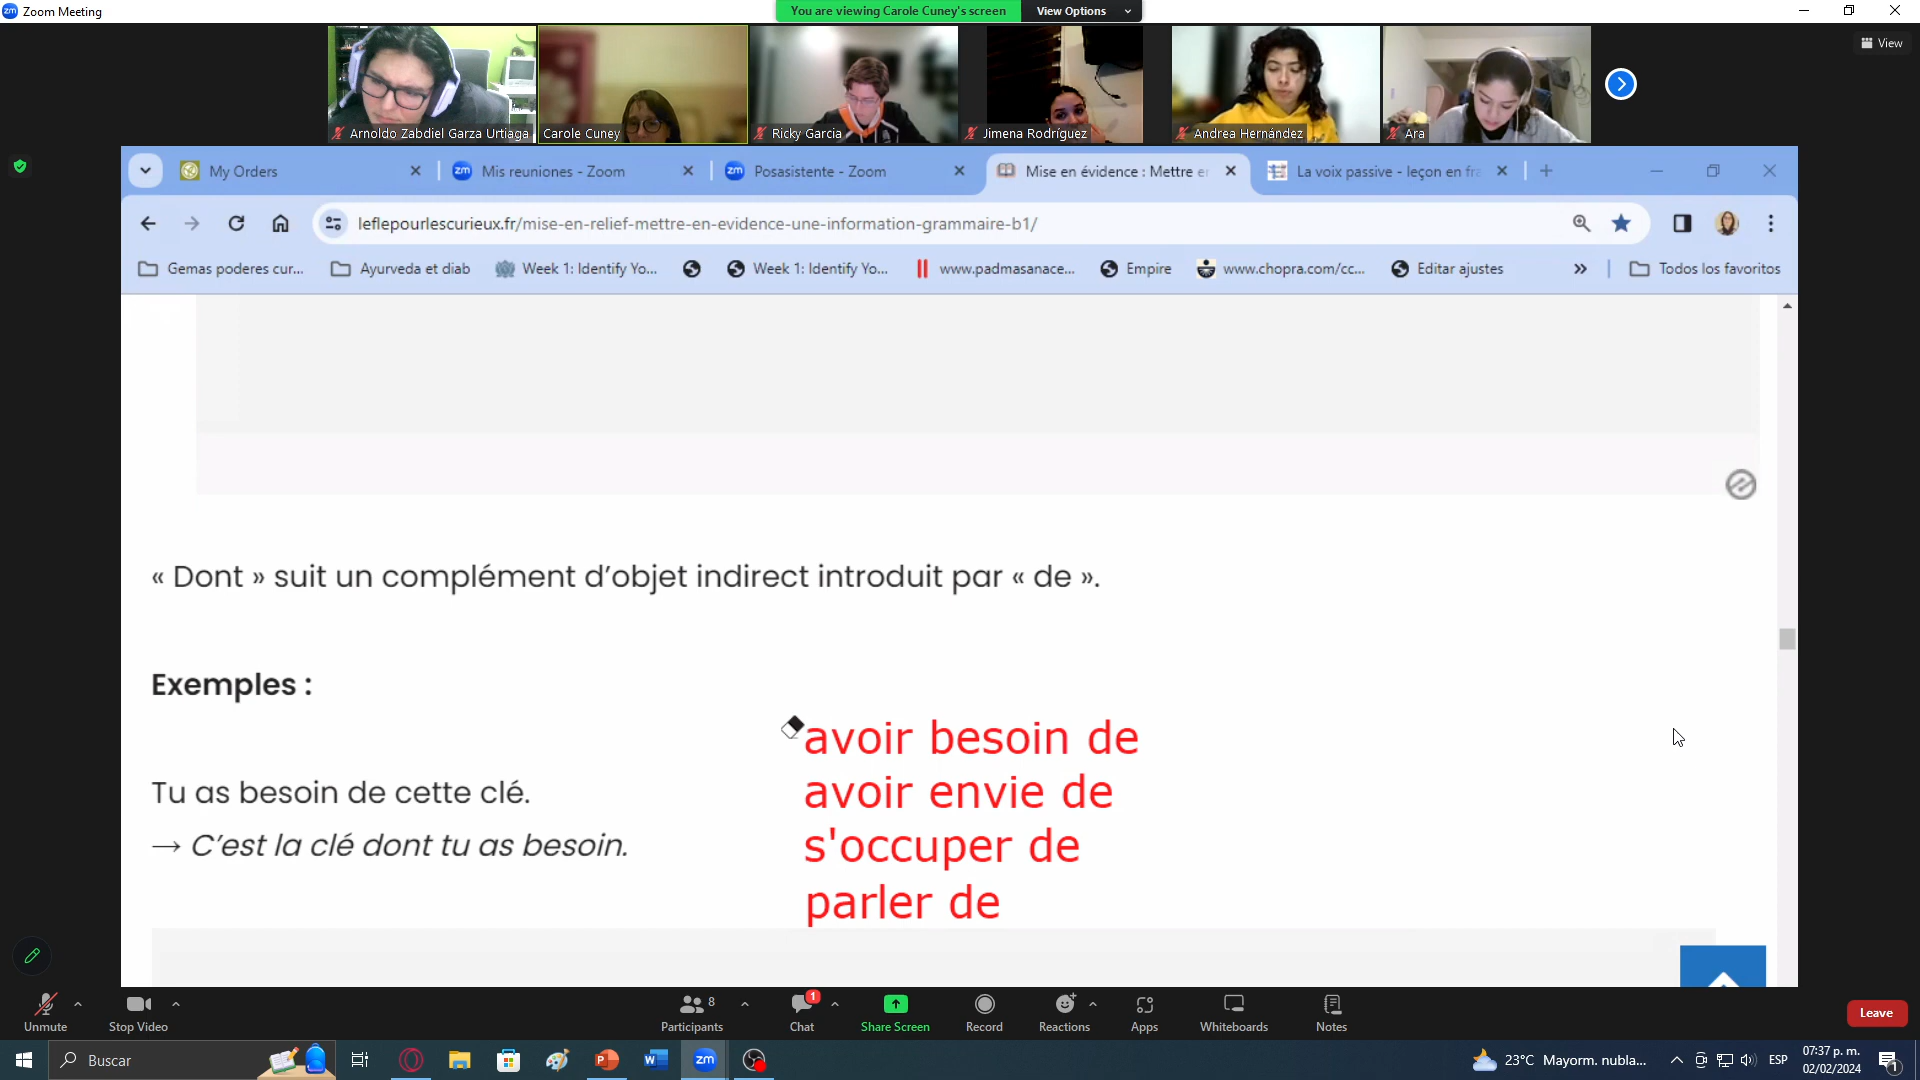 Zoom Meeting
You are viewing Carole Cuney's screen
View Options
View
Arnoldo Zabdiel Garza Urtiaga
Carole Cuney
Ricky Garcia
Jimena Rodríguez
Andrea Hernández
Ara
My Orders
Mis reuniones - Zoom
Posasistente - Zoom
Mise en évidence : Mettre er
La voix passive - leçon en fra
leflepourlescurieux.fr/mise-en-relief-mettre-en-evidence-une-information-grammaire-b1/
Gemas poderes cur...
Ayurveda et diab
Week 1: Identify Yo...
Week 1: Identify Yo...
www.padmasanace...
Empire
www.chopra.com/cc...
Editar ajustes
»
Todos los favoritos
« Dont » suit un complément d'objet indirect introduit par « de ».
Exemples :
Tu as besoin de cette clé.
→ C'est la clé dont tu as besoin.
avoir besoin de
avoir envie de
s'occuper de
parler de
Unmute
Stop Video
Participants
8
Chat
1
Share Screen
Record
Reactions
Apps
Whiteboards
Notes
Leave
Buscar
23°C Mayorm. nubla...
ESP
07:37 p. m.
02/02/2024
1